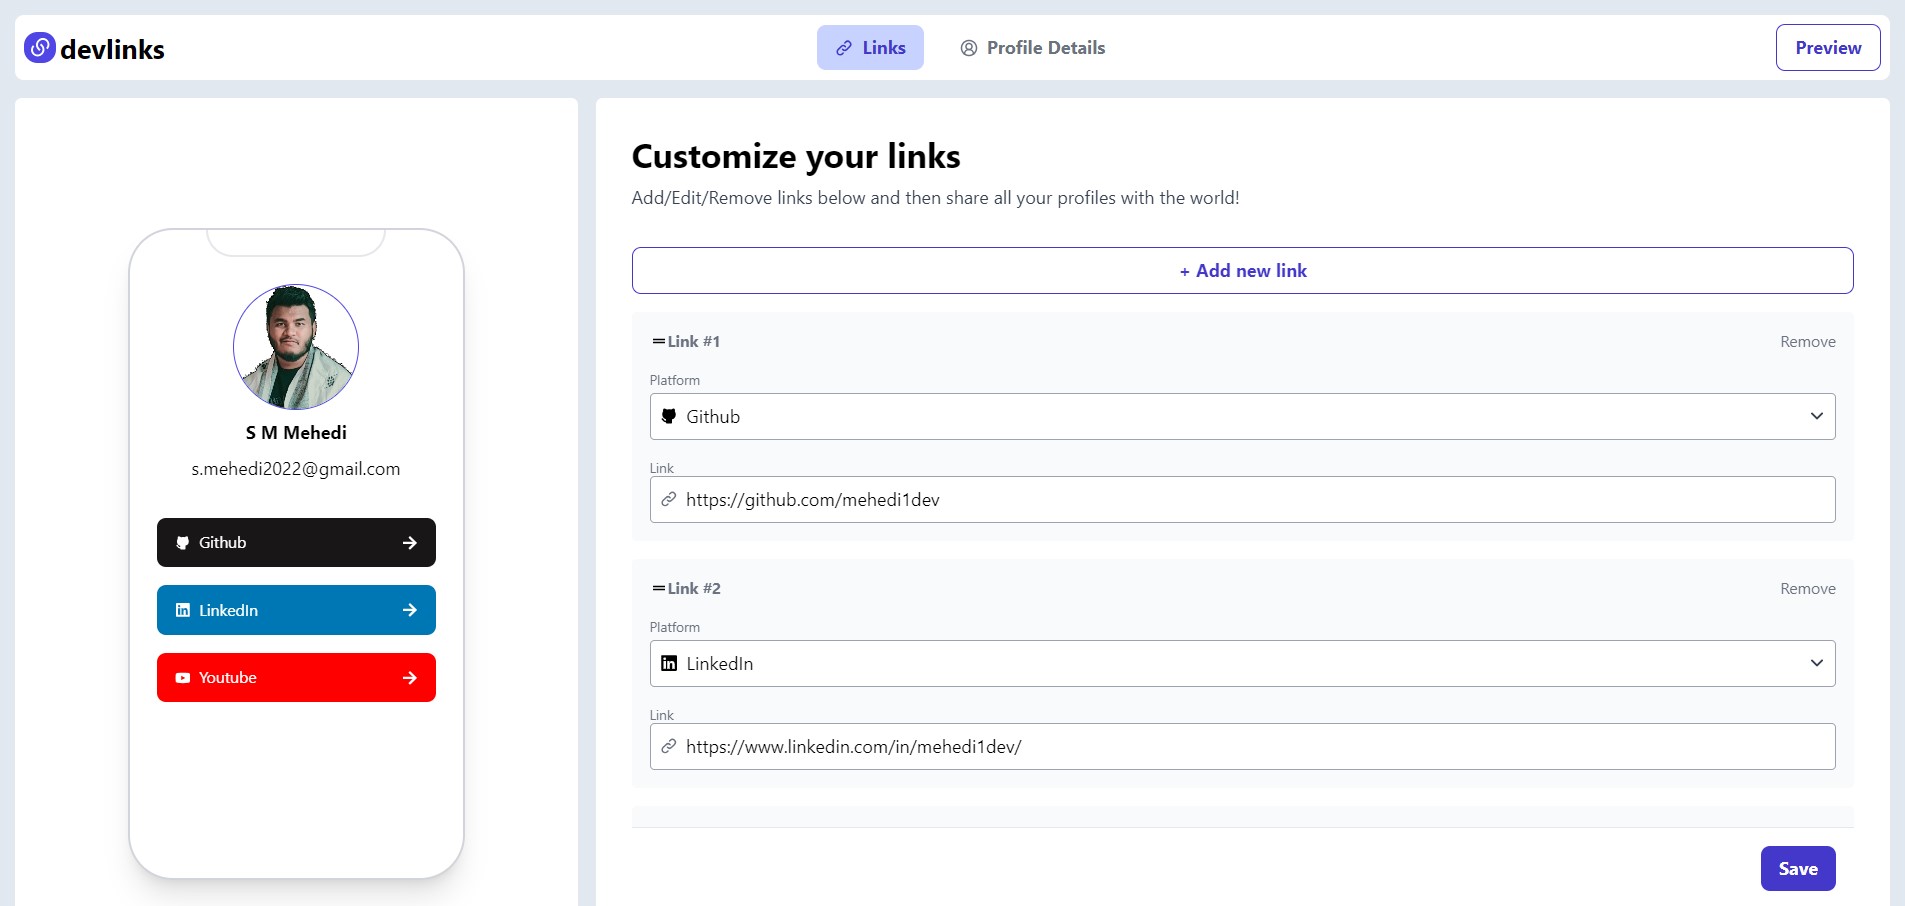 devlinks
Links
Profile Details
Preview
S M Mehedi
s.mehedi2022@gmail.com
Github
LinkedIn
Youtube
Customize your links
Add/Edit/Remove links below and then share all your profiles with the world!
+ Add new link
Link #1
Remove
Platform
Github
Link
https://github.com/mehedi1dev
Link #2
Remove
Platform
LinkedIn
Link
https://www.linkedin.com/in/mehedi1dev/
Save